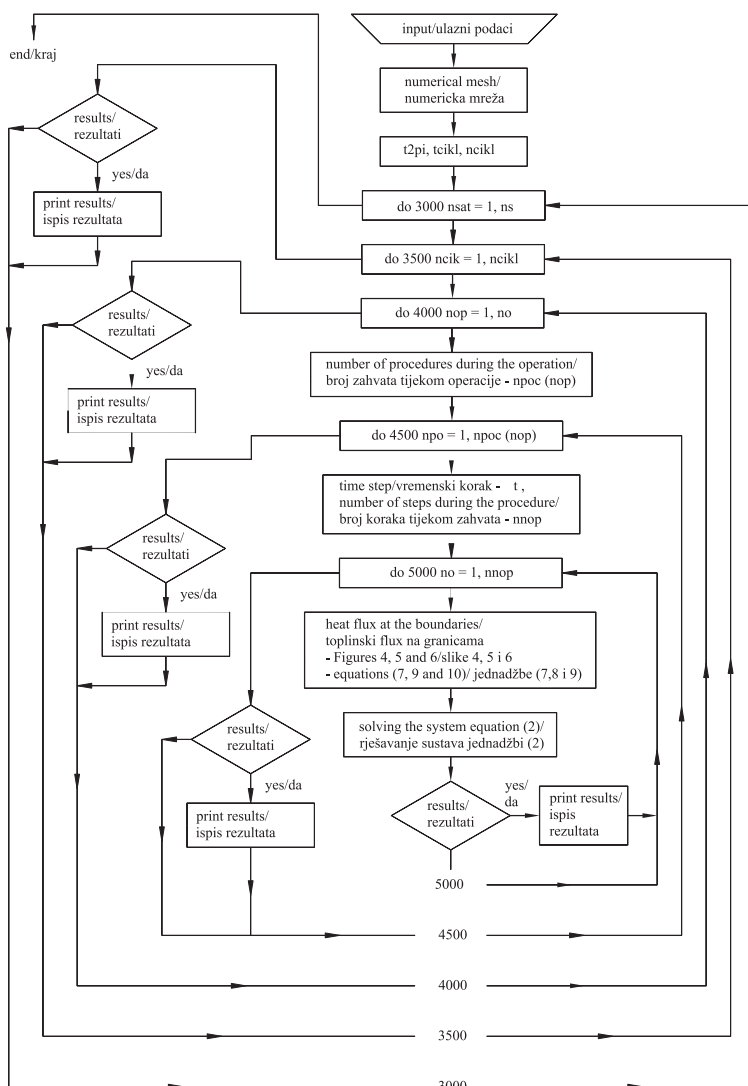 input/ulazni podaci
end/kraj
numerical mesh/
numericka mreža
results/
rezultati
t2pi, tcikl, ncikl
yes/da
print results/
ispis rezultata
do 3000 nsat = 1, ns
do 3500 ncik = 1, ncikl
do 4000 nop = 1, no
results/
rezultati
number of procedures during the operation/
broj zahvata tijekom operacije - npoc (nop)
yes/da
print results/
ispis rezultata
do 4500 npo = 1, npoc (nop)
time step/vremenski korak - t ,
number of steps during the procedure/
broj koraka tijekom zahvata - nnop
results/
rezultati
do 5000 no = 1, nnop
yes/da
print results/
ispis rezultata
heat flux at the boundaries/
toplinski flux na granicama
- Figures 4, 5 and 6/slike 4, 5 i 6
- equations (7, 9 and 10)/ jednadžbe (7,8 i 9)
results/
rezultati
solving the system equation (2)/
rješavanje sustava jednadžbi (2)
yes/da
print results/
ispis rezultata
results/
rezultati
yes/
da
print results/
ispis
rezultata
5000
4500
4000
3500
3000